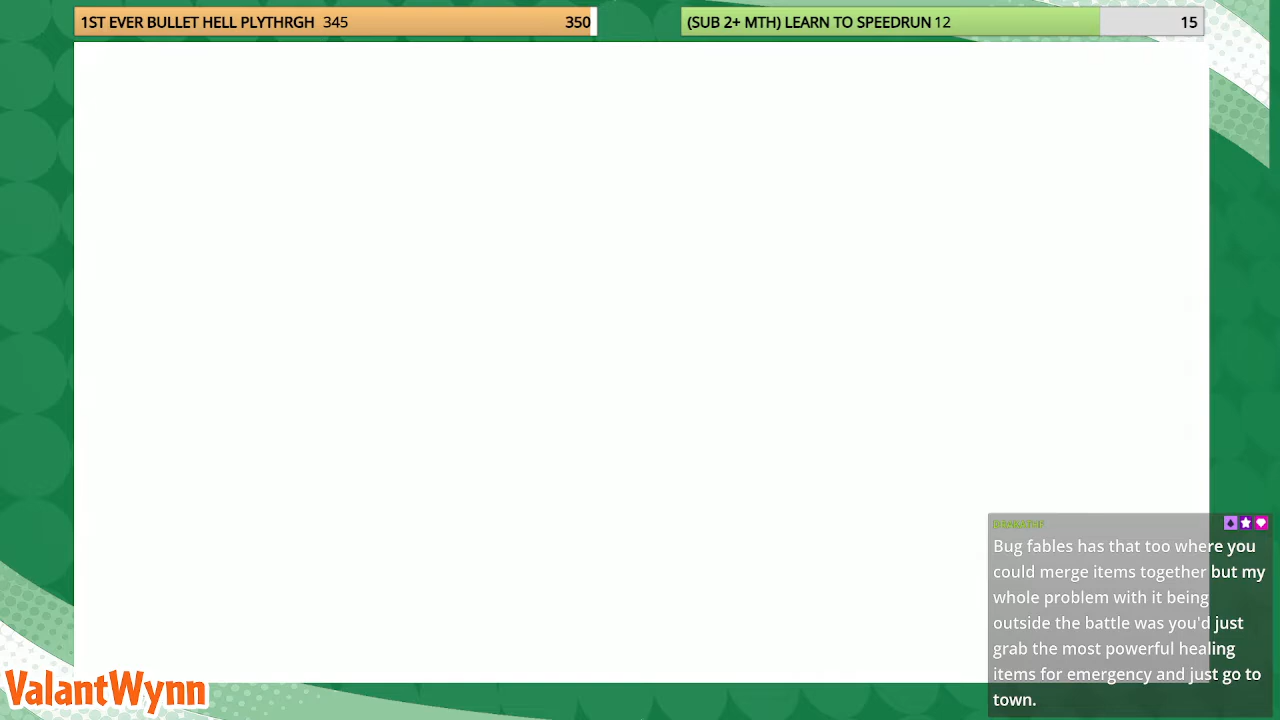 1ST EVER BULLET HELL PLYTHRGH 345 350
(SUB 2+ MTH) LEARN TO SPEEDRUN 12 15
Bug fables has that too where you
could merge items together but my
whole problem with it being
outside the battle was you'd just
grab the most powerful healing
items for emergency and just go to
town.
ValantWynn